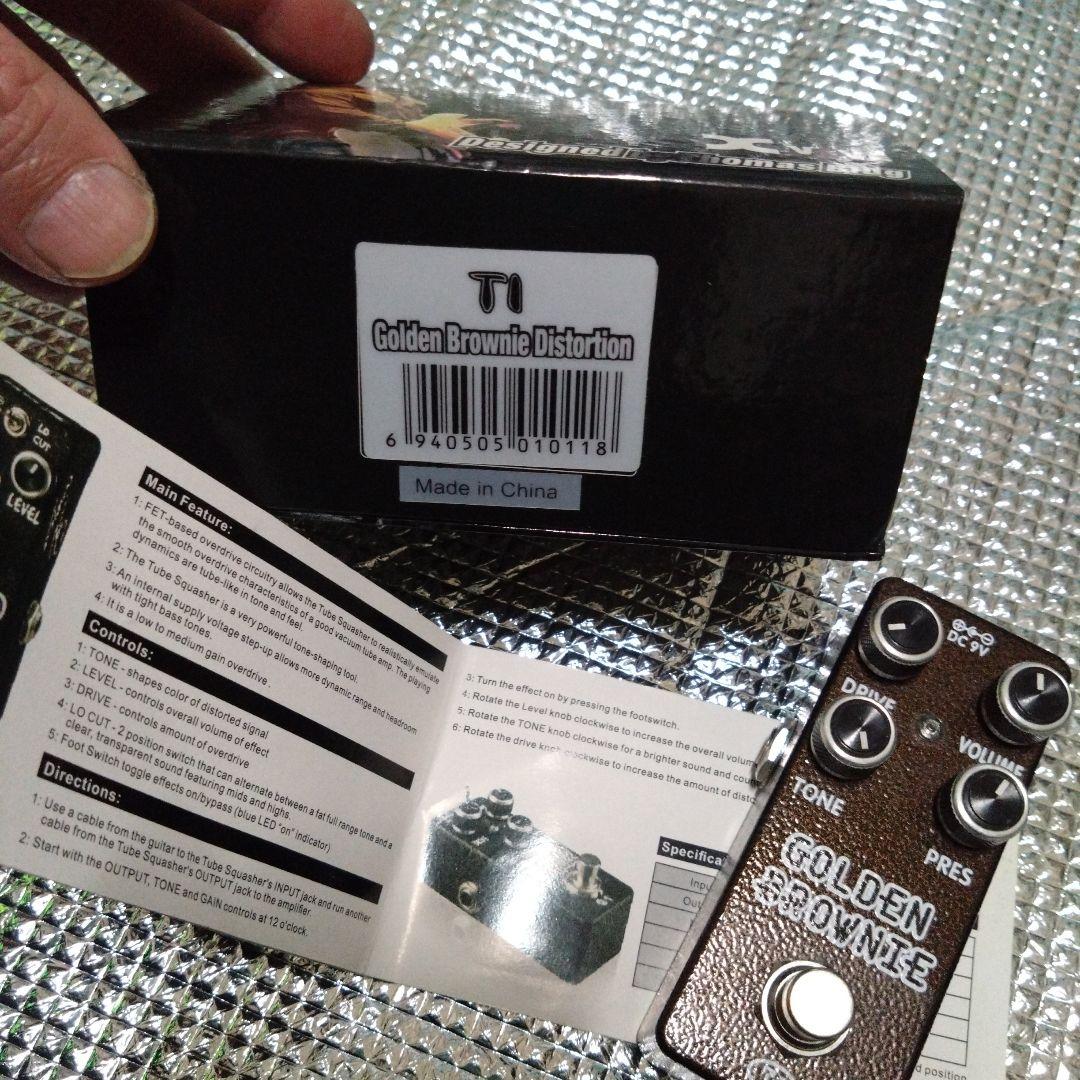 Designed
T1
Golden Brownie Distortion
6 940505 010118
Made in China
LO
CUT
LEVEL
Main Feature:
1: FET-based overdrive circuitry allows the Tube Squasher to realistically emulate
the smooth overdrive characteristics of a good vacuum tube amp. The playing
dynamics are tube-like in tone and feel.
2: The Tube Squasher is a very powerful tone-shaping tool.
3: An internal supply voltage step-up allows more dynamic range and headroom
with tight bass tones.
4: It is a low to medium gain overdrive .
Controls:
1: TONE - shapes color of distorted signal
2: LEVEL - controls overall volume of effect
3: DRIVE - controls amount of overdrive
4: LO CUT - 2 position switch that can alternate between a fat full range tone and a
clear, transparent sound featuring mids and highs.
5: Foot Switch toggle effects on/bypass (blue LED "on" indicator)
Directions:
1: Use a cable from the guitar to the Tube Squasher's INPUT jack and run another
cable from the Tube Squasher's OUTPUT jack to the amplifier.
2: Start with the OUTPUT, TONE and GAIN controls at 12 o'clock.
3: Turn the effect on by pressing the footswitch.
4: Rotate the Level knob clockwise to increase the overall volum
5: Rotate the TONE knob clockwise for a brighter sound and coun
6: Rotate the drive knob clockwise to increase the amount of disto
Specifica
Inpu
Out
d position
DC 9V
DRIVE
VOLUME
TONE
PRES
GOLDEN
BROWNIE